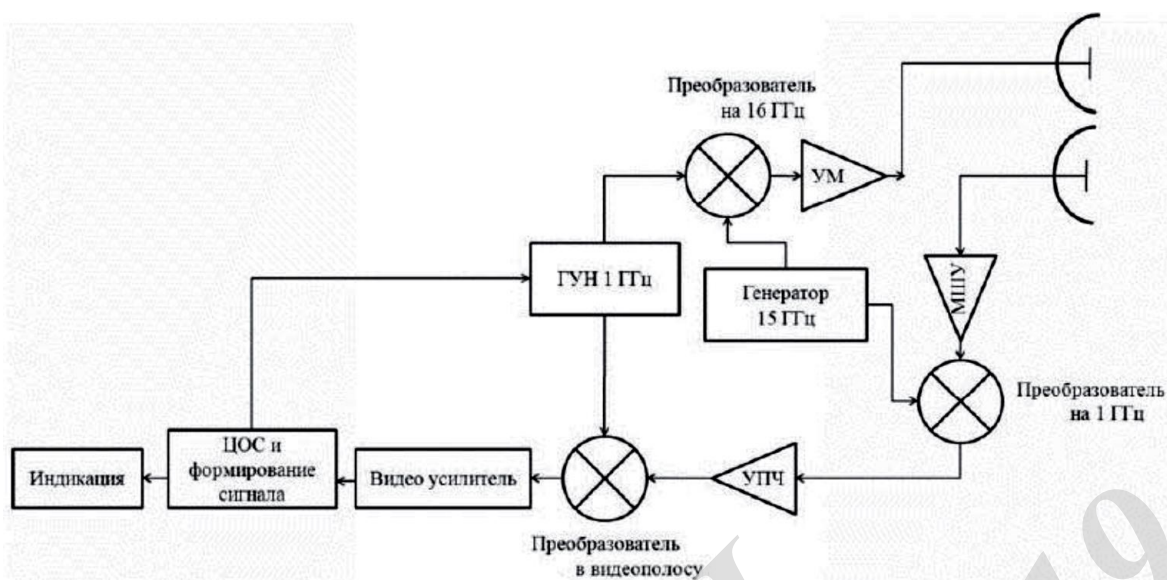 Преобразователь
на 16 ГГц
УМ
ГУН 1 ГГц
Генератор
15 ГГц
МШУ
Преобразователь
на 1 ГГц
ЦОС и
формирование
сигнала
Индикация
Видео усилитель
УПЧ
Преобразователь
в видеополосу